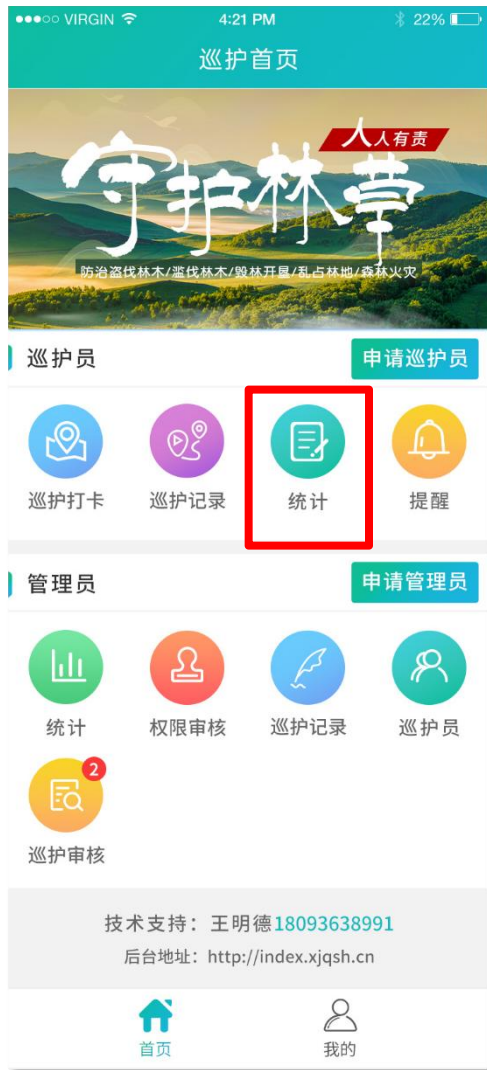 VIRGIN 4:21 PM 22%
巡护首页
人人有责
守护林草
防治盗伐林木/滥伐林木/毁林开垦/乱占林地/森林火灾
巡护员 申请巡护员
巡护打卡 巡护记录 统计 提醒
管理员 申请管理员
统计 权限审核 巡护记录 巡护员
2
巡护审核
技术支持：王明德18093638991
后台地址：http://index.xjqsh.cn
首页 我的